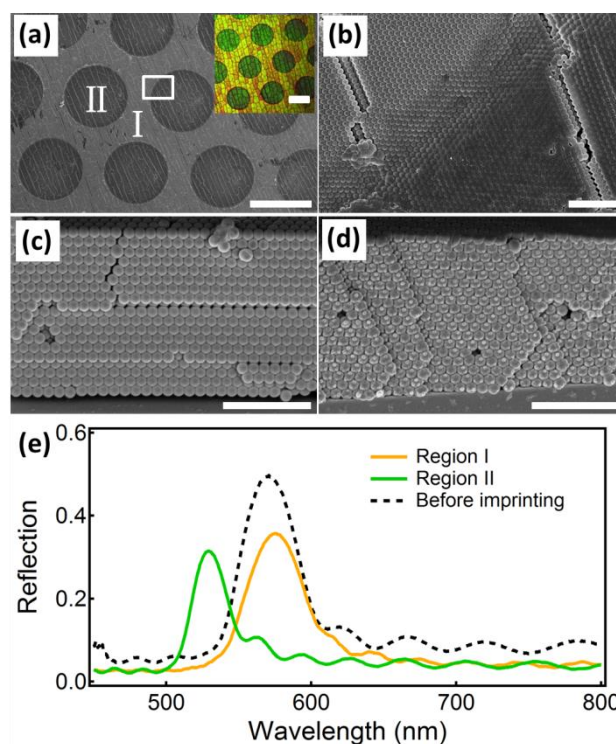 (a)
II
I
(b)
(c)
(d)
(e)
0.6
0.4
0.2
0.0
Reflection
Region I
Region II
Before imprinting
500
600
700
800
Wavelength (nm)